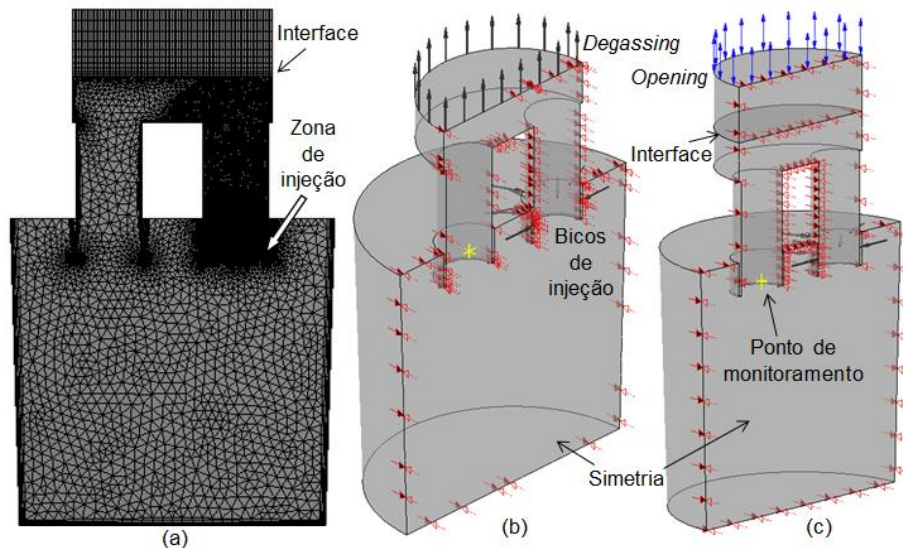 Interface
Zona
de
injeção
(a)
Degassing
Bicos
de
injeção
(b)
Simetria
Opening
Interface
Ponto de
monitoramento
(c)